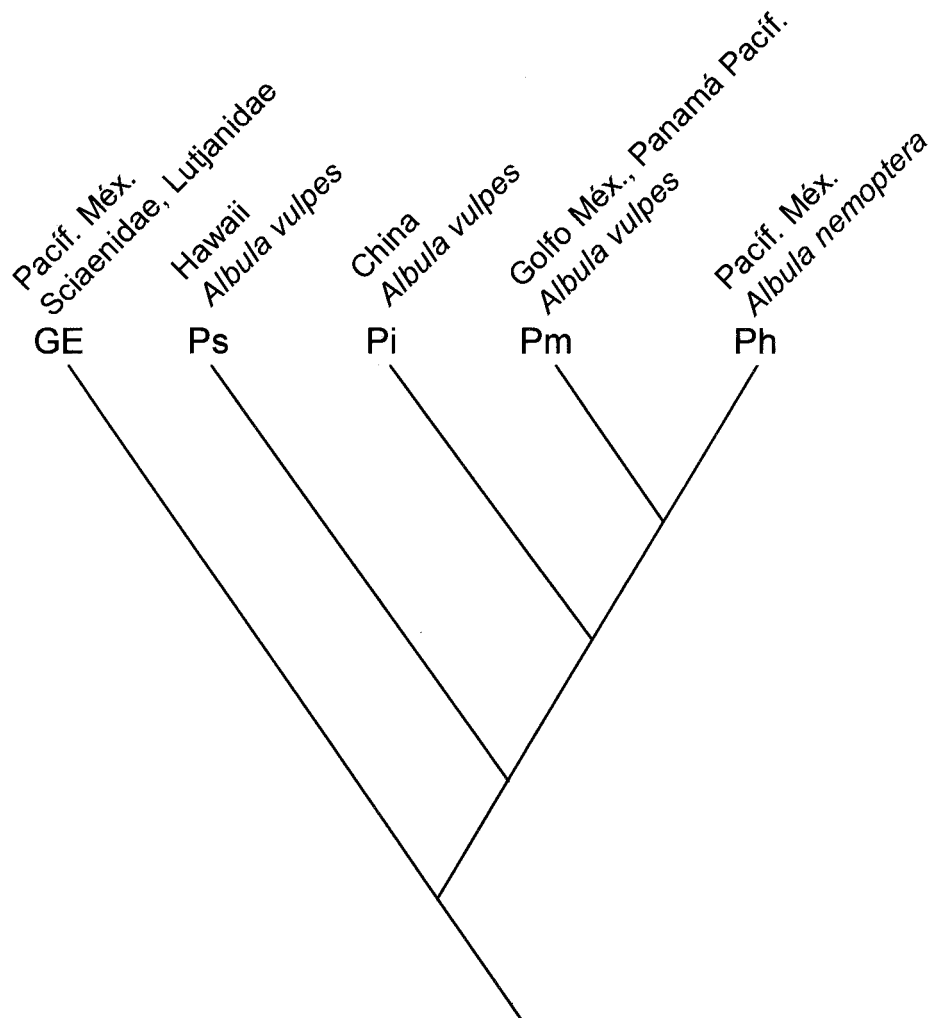 Pacíf. Méx.
Sciaenidae, Lutjanidae
GE
Hawaii
Albula vulpes
Ps
China
Albula vulpes
Pi
Golfo Méx., Panamá Pacíf.
Albula vulpes
Pm
Pacíf. Méx.
Albula nemoptera
Ph